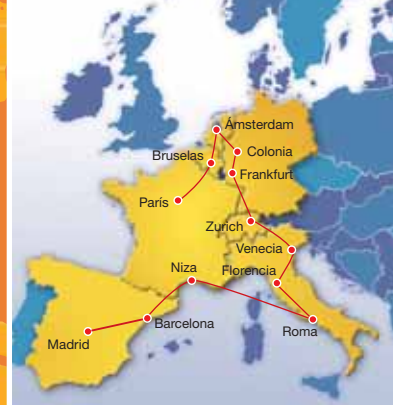 Ámsterdam
Bruselas
Colonia
Frankfurt
París
Zurich
Venecia
Niza
Florencia
Barcelona
Roma
Madrid